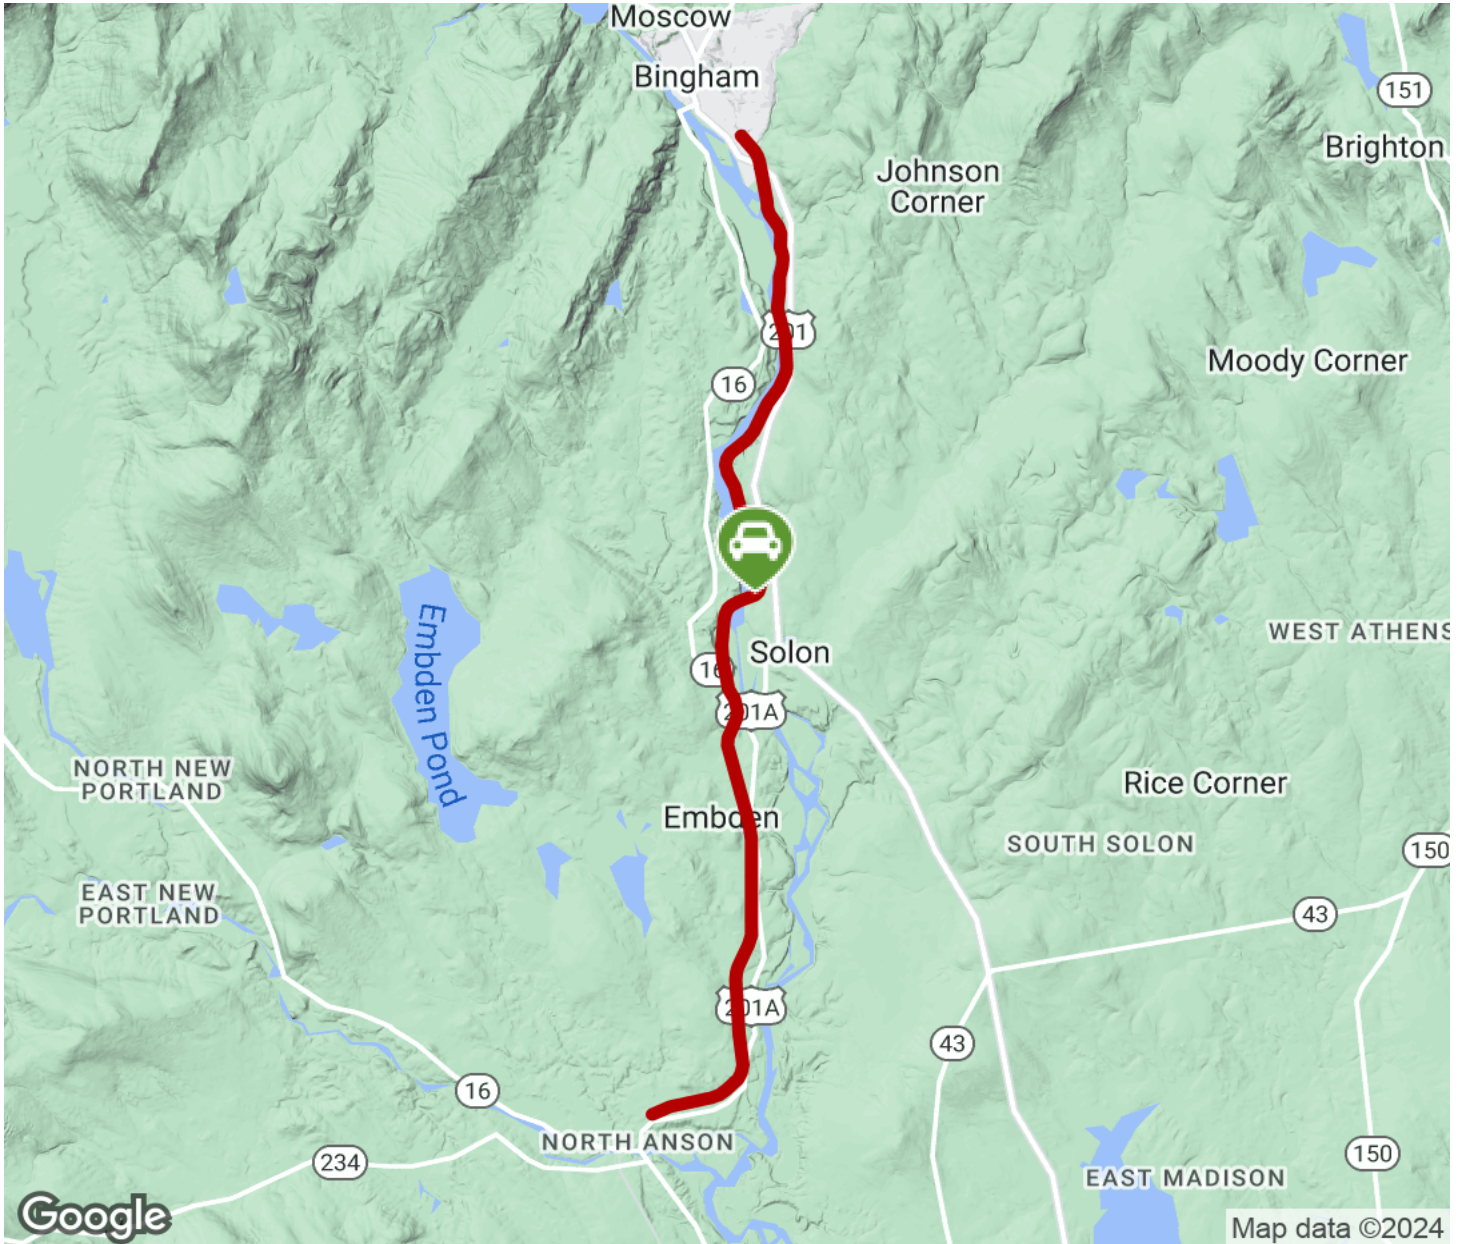 Moscow
Bingham
151
Brighton
Johnson
Corner
201
Moody Corner
16
WEST ATHENS
Solon
16
201A
Embden Pond
NORTH NEW
PORTLAND
Rice Corner
Embden
SOUTH SOLON
150
EAST NEW
PORTLAND
43
201A
43
16
NORTH ANSON
234
150
EAST MADISON
Google
Map data ©2024